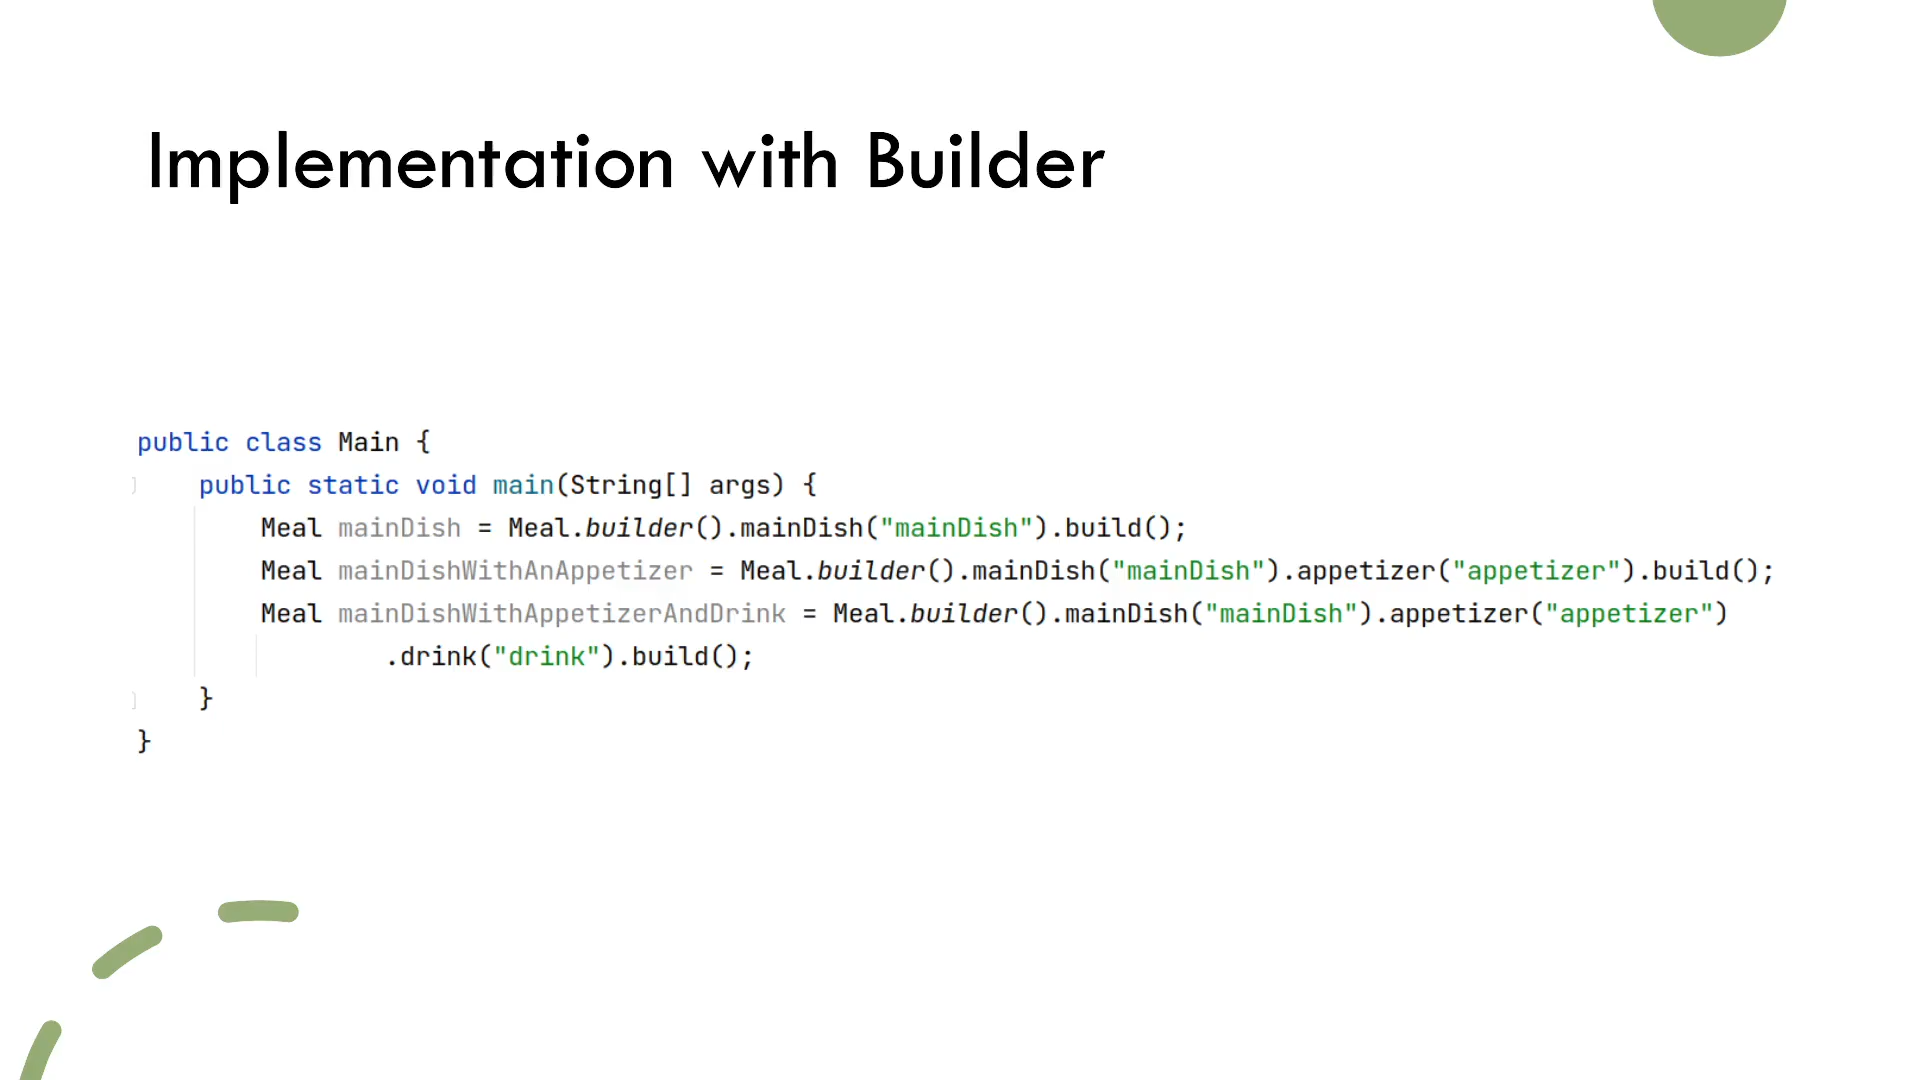 Implementation with Builder
public class Main {
public static void main(String[] args) {
Meal mainDish = Meal.builder().mainDish("mainDish").build();
Meal mainDishWithAnAppetizer = Meal.builder().mainDish("mainDish").appetizer("appetizer").build();
Meal mainDishWithAppetizerAndDrink = Meal.builder().mainDish("mainDish").appetizer("appetizer")
.drink("drink").build();
}
}